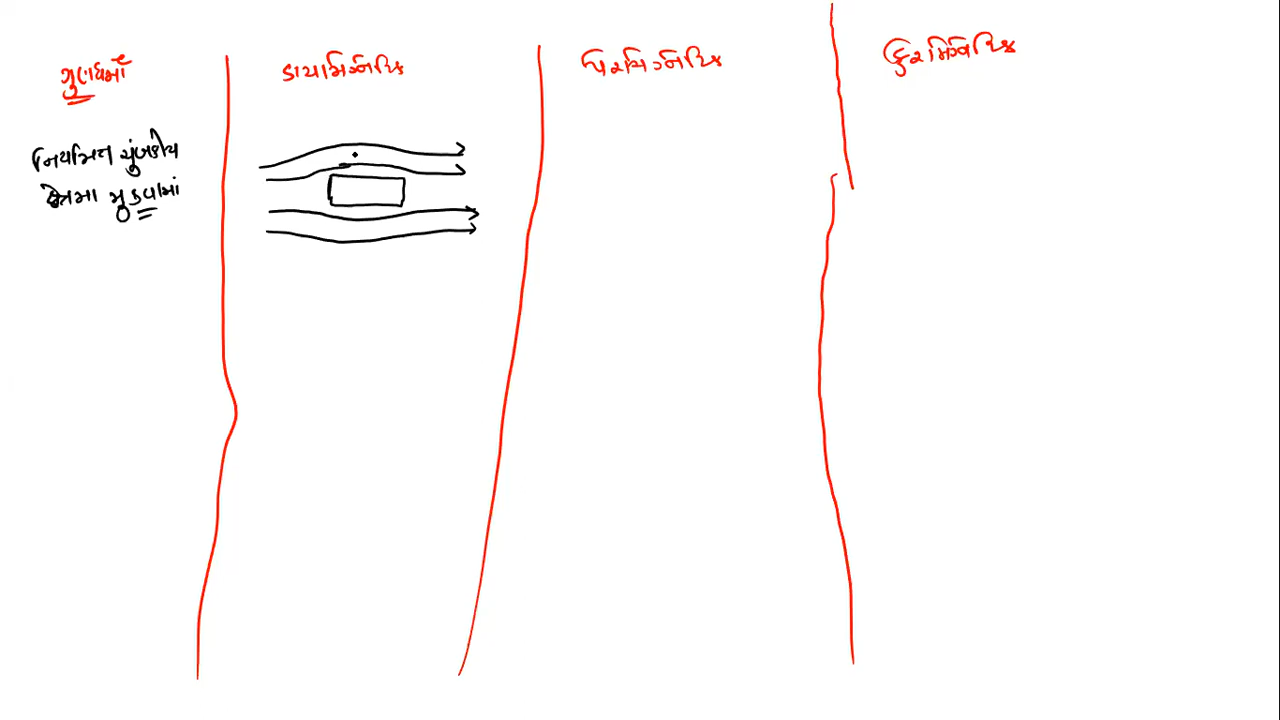 ગુણધર્મો
ડાયામેગ્નેટિક
પેરામેગ્નેટિક
ફેરોમેગ્નેટિક
નિયમિત ચુંબકીય
ક્ષેત્રમા મુકવામાં